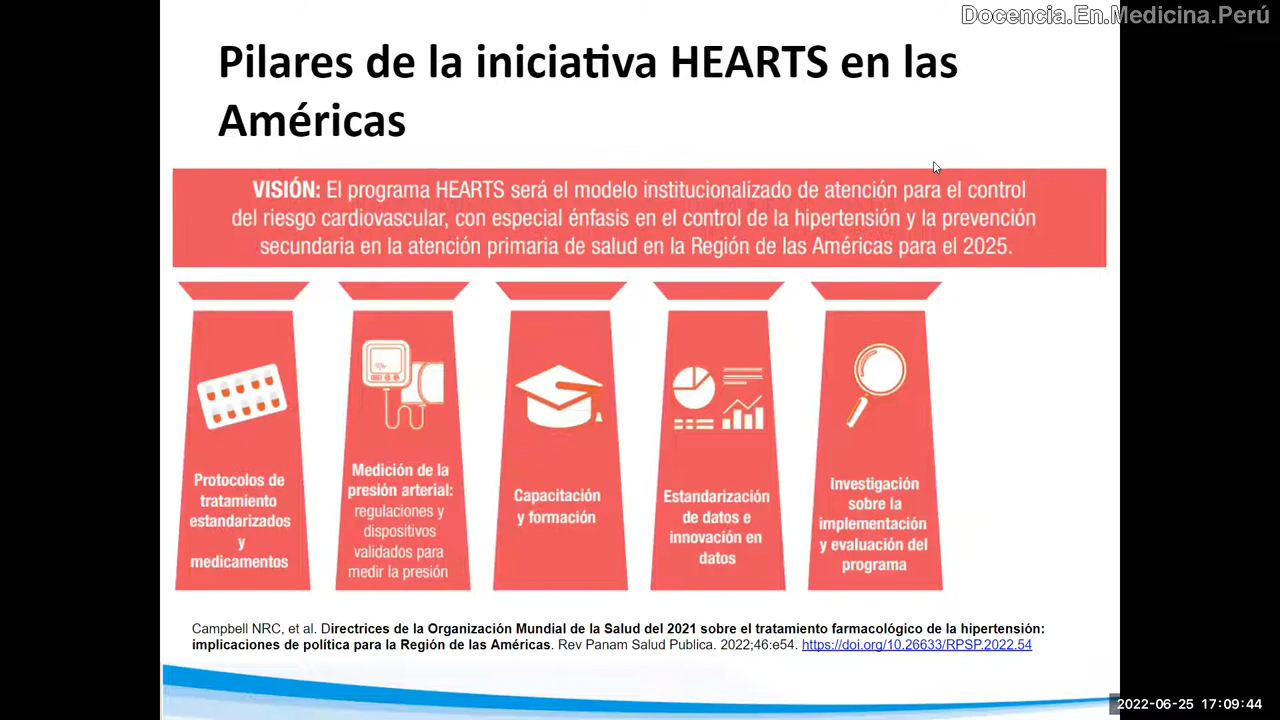 Docencia.En.Medicina.Perú
Pilares de la iniciativa HEARTS en las
Américas
VISIÓN: El programa HEARTS será el modelo institucionalizado de atención para el control
del riesgo cardiovascular, con especial énfasis en el control de la hipertensión y la prevención
secundaria en la atención primaria de salud en la Región de las Américas para el 2025.
Protocolos de
tratamiento
estandarizados
y
medicamentos
Medición de la
presión arterial:
regulaciones y
dispositivos
validados para
medir la presión
Capacitación
y formación
Estandarización
de datos e
innovación en
datos
Investigación
sobre la
implementación
y evaluación del
programa
Campbell NRC, et al. Directrices de la Organización Mundial de la Salud del 2021 sobre el tratamiento farmacológico de la hipertensión:
implicaciones de política para la Región de las Américas. Rev Panam Salud Publica. 2022;46:e54. https://doi.org/10.26633/RPSP.2022.54
2022-06-25 17:09:44